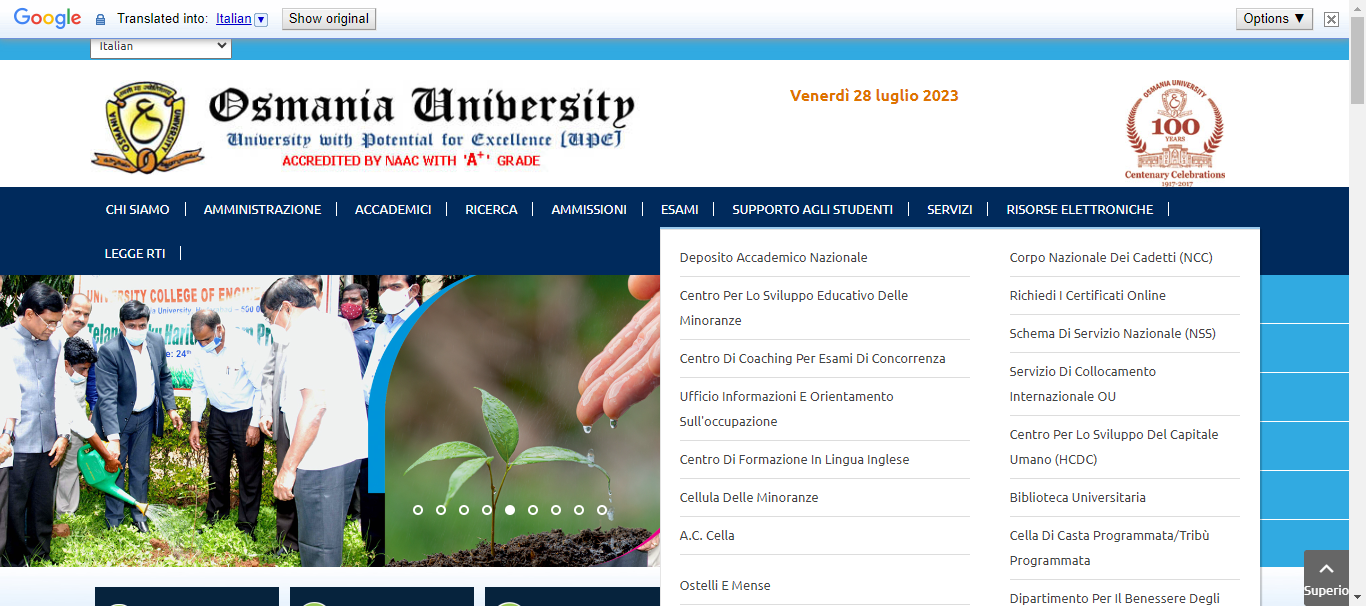 Google Translated into: Italian Show original Options ▼
Italian
Osmania University
University with Potential for Excellence [UPE]
ACCREDITED BY NAAC WITH 'A+' GRADE
Venerdì 28 luglio 2023
OSMANIA UNIVERSITY
100
YEARS
Centenary Celebrations
1917-2017
CHI SIAMO
AMMINISTRAZIONE
ACCADEMICI
RICERCA
AMMISSIONI
ESAMI
SUPPORTO AGLI STUDENTI
SERVIZI
RISORSE ELETTRONICHE
LEGGE RTI
UNIVERSITY COLLEGE OF ENGIN
Deposito Accademico Nazionale
Centro Per Lo Sviluppo Educativo Delle
Minoranze
Centro Di Coaching Per Esami Di Concorrenza
Ufficio Informazioni E Orientamento
Sull'occupazione
Centro Di Formazione In Lingua Inglese
Cellula Delle Minoranze
A.C. Cella
Ostelli E Mense
Corpo Nazionale Dei Cadetti (NCC)
Richiedi I Certificati Online
Schema Di Servizio Nazionale (NSS)
Servizio Di Collocamento
Internazionale OU
Centro Per Lo Sviluppo Del Capitale
Umano (HCDC)
Biblioteca Universitaria
Cella Di Casta Programmata/Tribù
Programmata
Dipartimento Per Il Benessere Degli
Superio